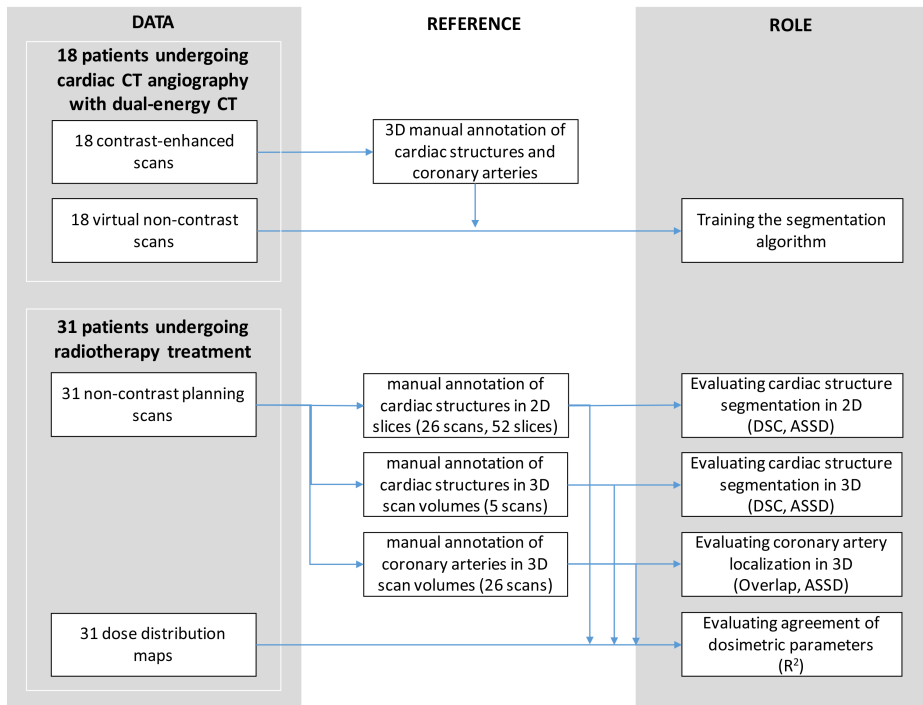 DATA
REFERENCE
ROLE
18 patients undergoing
cardiac CT angiography
with dual-energy CT
18 contrast-enhanced
scans
3D manual annotation of
cardiac structures and
coronary arteries
18 virtual non-contrast
scans
Training the segmentation
algorithm
31 patients undergoing
radiotherapy treatment
31 non-contrast planning
scans
manual annotation of
cardiac structures in 2D
slices (26 scans, 52 slices)
Evaluating cardiac structure
segmentation in 2D
(DSC, ASSD)
manual annotation of
cardiac structures in 3D
scan volumes (5 scans)
Evaluating cardiac structure
segmentation in 3D
(DSC, ASSD)
manual annotation of
coronary arteries in 3D
scan volumes (26 scans)
Evaluating coronary artery
localization in 3D
(Overlap, ASSD)
31 dose distribution
maps
Evaluating agreement of
dosimetric parameters
(R²)